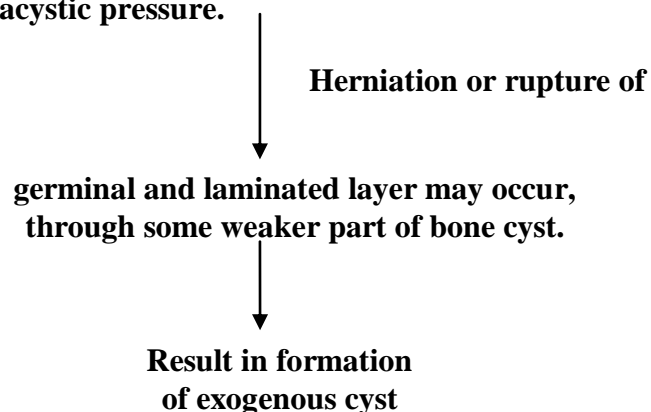 acystic pressure.
Herniation or rupture of
germinal and laminated layer may occur,
through some weaker part of bone cyst.
Result in formation
of exogenous cyst